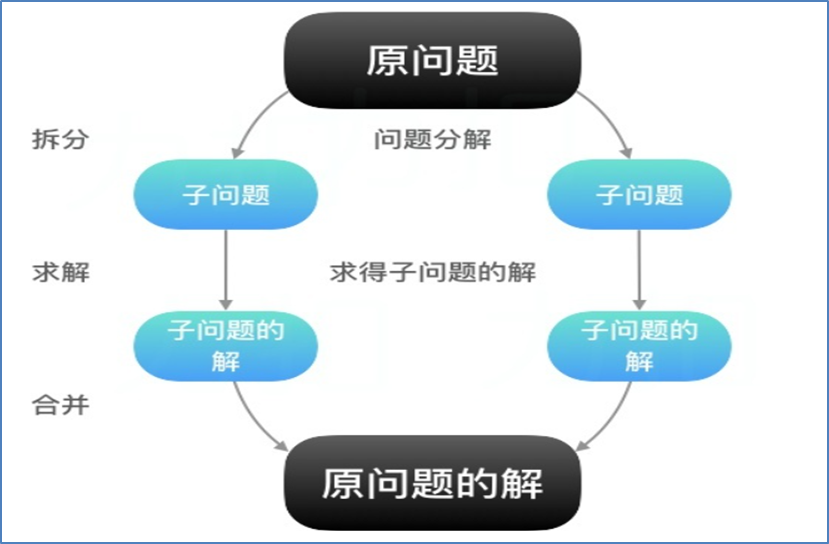 原问题
拆分
问题分解
子问题
子问题
求解
求得子问题的解
子问题的
解
子问题的
解
合并
原问题的解